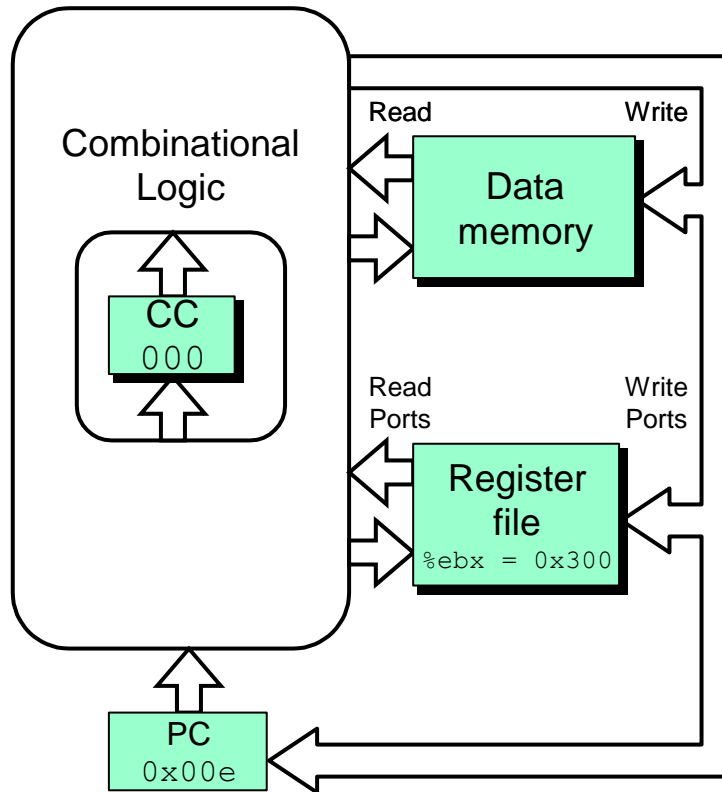 Combinational
Logic
CC
000
Read
Write
Data
memory
Read
Ports
Write
Ports
Register
file
%ebx = 0x300
PC
0x00e